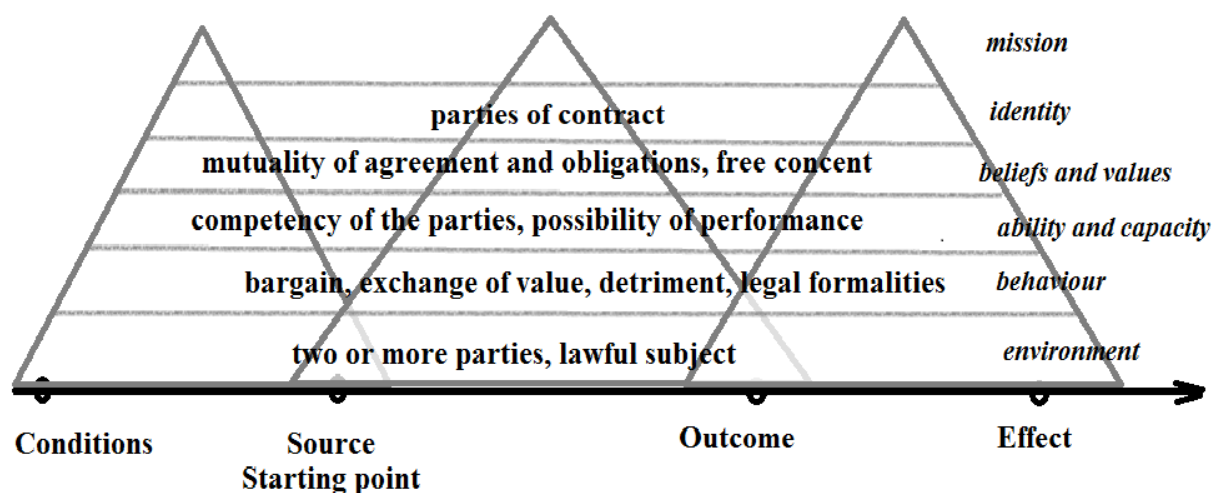 mission
parties of contract
identity
mutuality of agreement and obligations, free concent
beliefs and values
competency of the parties, possibility of performance
ability and capacity
bargain, exchange of value, detriment, legal formalities
behaviour
two or more parties, lawful subject
environment
Conditions
Source
Starting point
Outcome
Effect